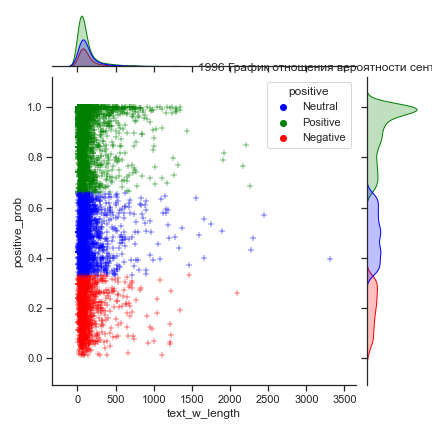 1996 График отношения вероятности сент
positive
Neutral
Positive
Negative
positive_prob
1.0
0.8
0.6
0.4
0.2
0.0
0 500 1000 1500 2000 2500 3000 3500
text_w_length